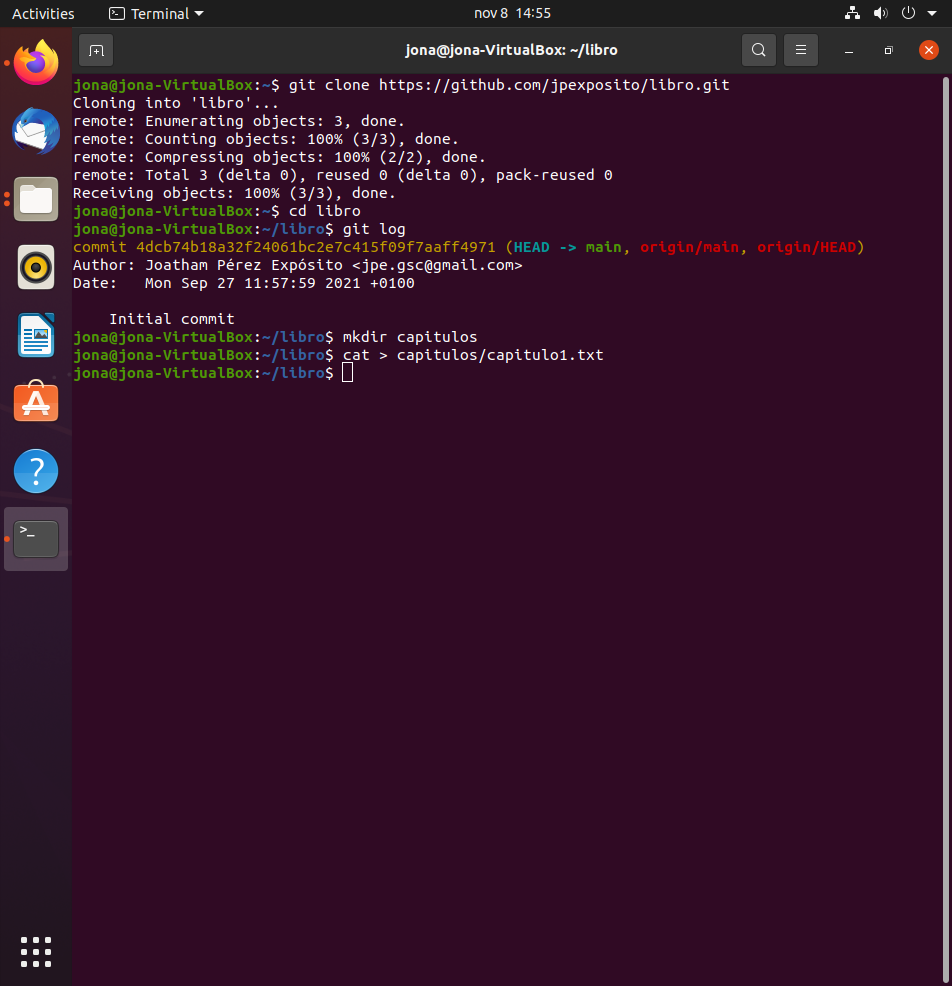 Activities Terminal nov 8 14:55
jona@jona-VirtualBox: ~/libro
jona@jona-VirtualBox:~$ git clone https://github.com/jpexposito/libro.git
Cloning into 'libro'...
remote: Enumerating objects: 3, done.
remote: Counting objects: 100% (3/3), done.
remote: Compressing objects: 100% (2/2), done.
remote: Total 3 (delta 0), reused 0 (delta 0), pack-reused 0
Receiving objects: 100% (3/3), done.
jona@jona-VirtualBox:~$ cd libro
jona@jona-VirtualBox:~/libro$ git log
commit 4dcb74b18a32f24061bc2e7c415f09f7aaff4971 (HEAD -> main, origin/main, origin/HEAD)
Author: Joatham Pérez Expósito <jpe.gsc@gmail.com>
Date:   Mon Sep 27 11:57:59 2021 +0100
    Initial commit
jona@jona-VirtualBox:~/libro$ mkdir capitulos
jona@jona-VirtualBox:~/libro$ cat > capitulos/capitulo1.txt
jona@jona-VirtualBox:~/libro$